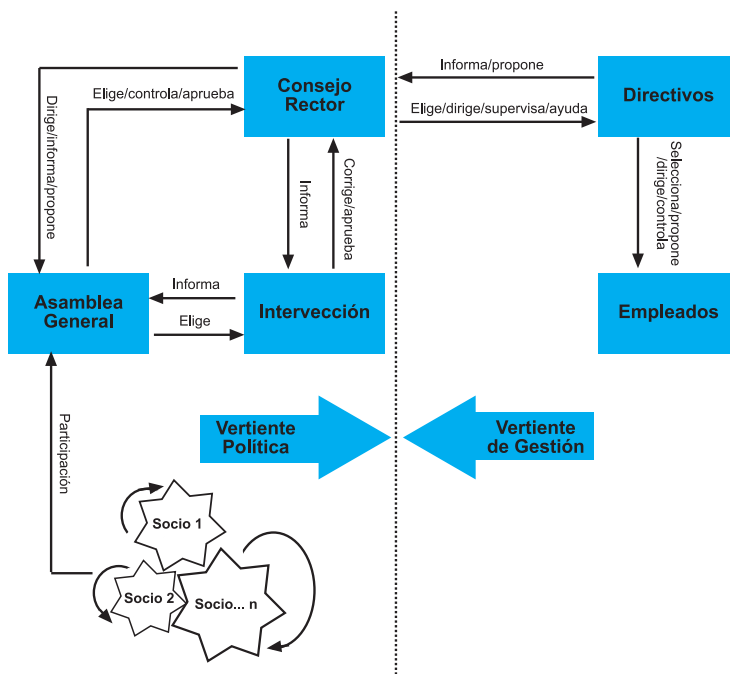 Informa/propone
Consejo
Rector
Directivos
Elige/controla/aprueba
Elige/dirige/supervisa/ayuda
Dirige/informa/propone
Informa
Corrige/aprueba
Selecciona/propone
/dirige/controla
Asamblea
General
Informa
Elige
Intervección
Empleados
Participación
Vertiente
Política
Vertiente
de Gestión
Socio 1
Socio 2
Socio... n